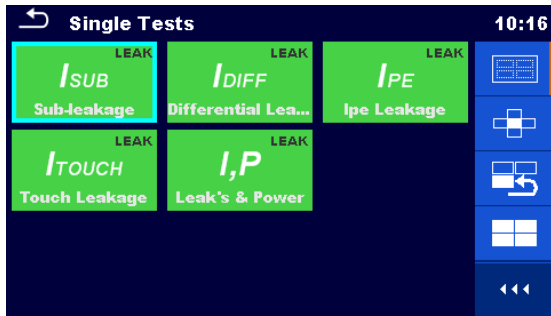 Single Tests 10:16
LEAK LEAK LEAK
ISUB IDIFF IPE
Sub-leakage Differential Lea... Ipe Leakage
LEAK LEAK
ITOUCH I,P
Touch Leakage Leak's & Power